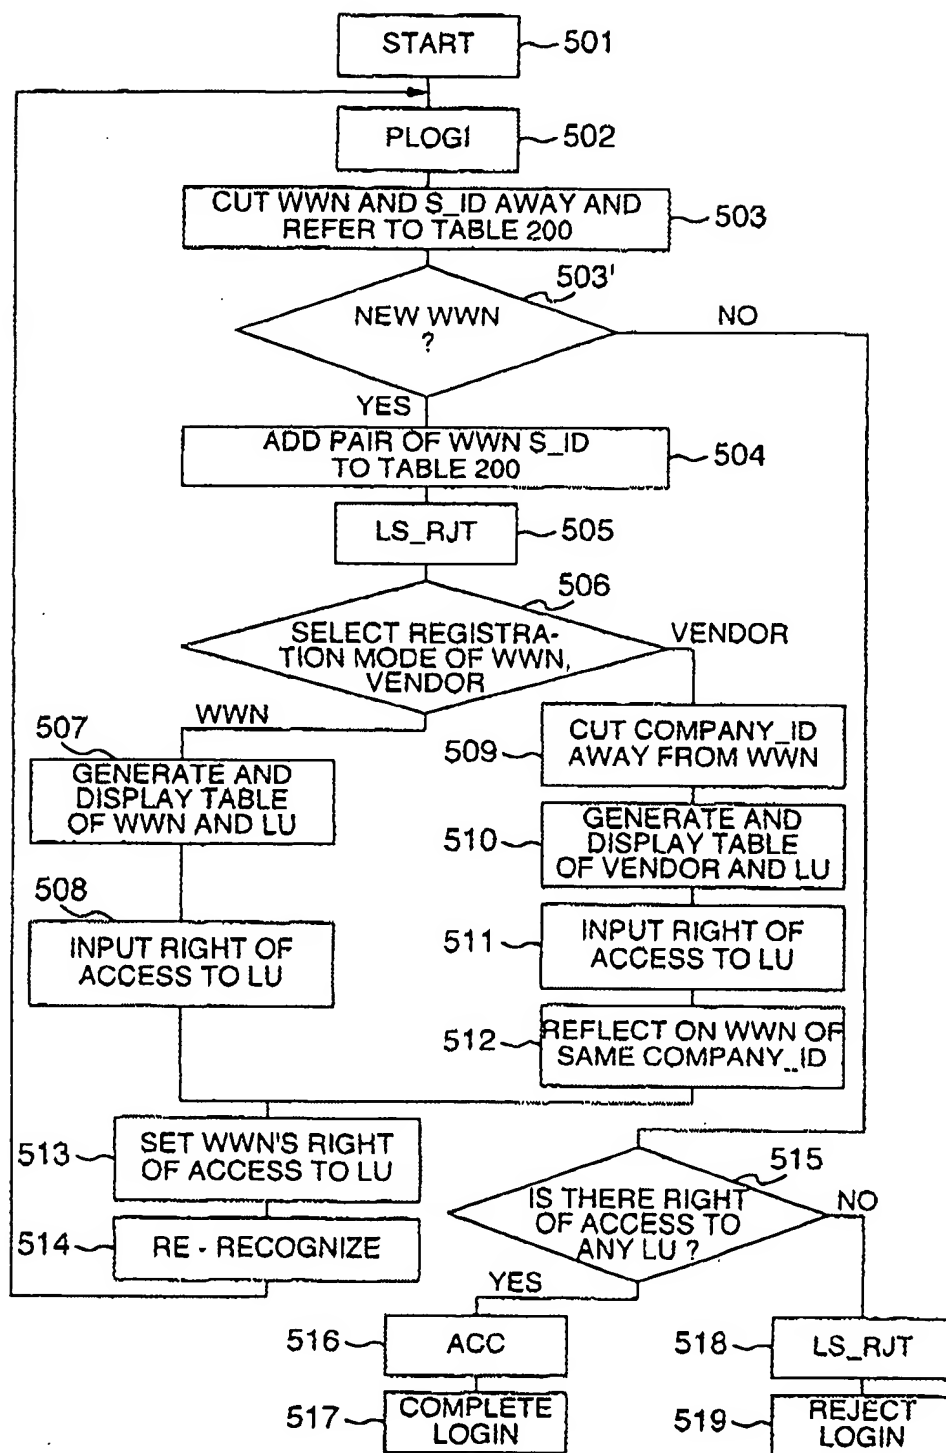 START
501
PLOGI
502
CUT WWN AND S_ID AWAY AND
REFER TO TABLE 200
503
503'
NEW WWN
?
NO
YES
ADD PAIR OF WWN S_ID
TO TABLE 200
504
LS_RJT
505
506
SELECT REGISTRA-
TION MODE OF WWN,
VENDOR
VENDOR
WWN
507
GENERATE AND
DISPLAY TABLE
OF WWN AND LU
509
CUT COMPANY_ID
AWAY FROM WWN
510
GENERATE AND
DISPLAY TABLE
OF VENDOR AND LU
508
INPUT RIGHT OF
ACCESS TO LU
511
INPUT RIGHT OF
ACCESS TO LU
512
REFLECT ON WWN OF
SAME COMPANY_ID
513
SET WWN'S RIGHT
OF ACCESS TO LU
514
RE - RECOGNIZE
515
IS THERE RIGHT
OF ACCESS TO
ANY LU ?
NO
YES
516
ACC
517
COMPLETE
LOGIN
518
LS_RJT
519
REJECT
LOGIN